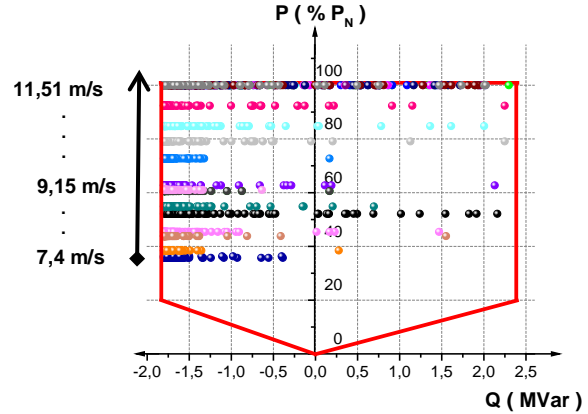 P ( % P_N )
100
11,51 m/s
.
80
.
.
60
9,15 m/s
.
40
.
7,4 m/s
20
0
-2,0 -1,5 -1,0 -0,5 0,0 0,5 1,0 1,5 2,0 2,5
Q ( MVar )